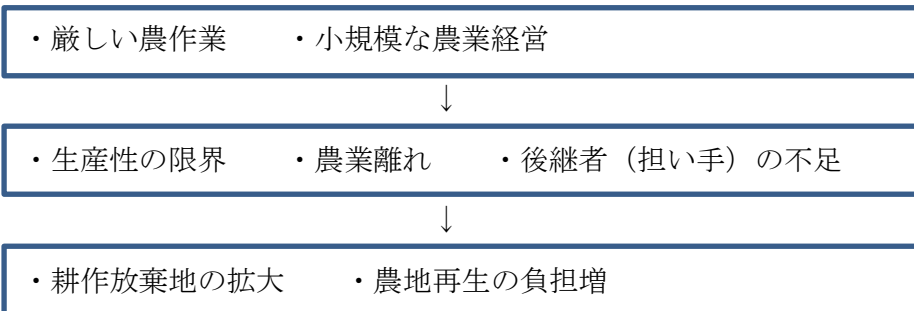 ・厳しい農作業　　・小規模な農業経営
↓
・生産性の限界　　・農業離れ　　・後継者（担い手）の不足
↓
・耕作放棄地の拡大　　・農地再生の負担増